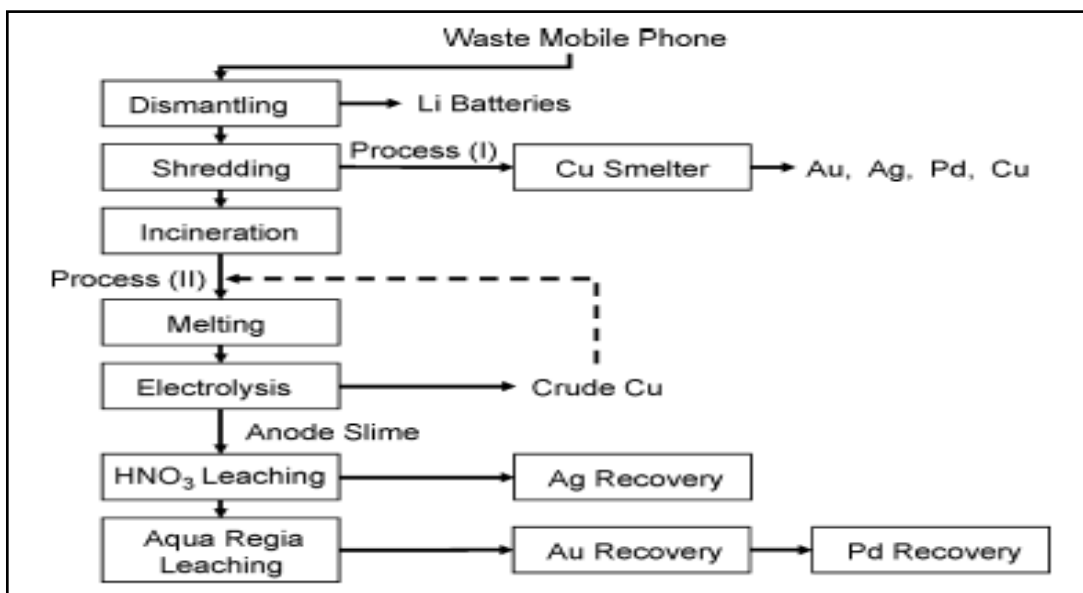 Waste Mobile Phone
Dismantling
Li Batteries
Shredding
Process (I)
Cu Smelter
Au, Ag, Pd, Cu
Incineration
Process (II)
Melting
Electrolysis
Crude Cu
Anode Slime
HNO₃ Leaching
Ag Recovery
Aqua Regia
Leaching
Au Recovery
Pd Recovery